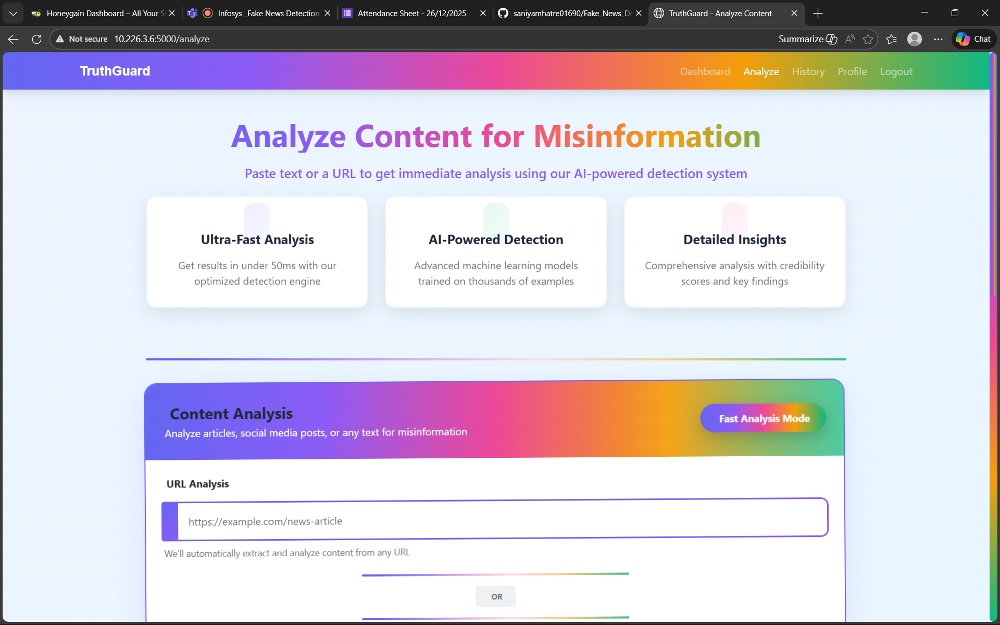 Honeygain Dashboard – All Your S
Infosys _Fake News Detection
Attendance Sheet - 26/12/2025
saniyamhatre01690/Fake_News_De
TruthGuard - Analyze Content
Not secure 10.226.3.6:5000/analyze
Summarize
Chat
TruthGuard
Dashboard Analyze History Profile Logout
Analyze Content for Misinformation
Paste text or a URL to get immediate analysis using our AI-powered detection system
Ultra-Fast Analysis
Get results in under 50ms with our
optimized detection engine
AI-Powered Detection
Advanced machine learning models
trained on thousands of examples
Detailed Insights
Comprehensive analysis with credibility
scores and key findings
Content Analysis
Analyze articles, social media posts, or any text for misinformation
Fast Analysis Mode
URL Analysis
https://example.com/news-article
We'll automatically extract and analyze content from any URL
OR